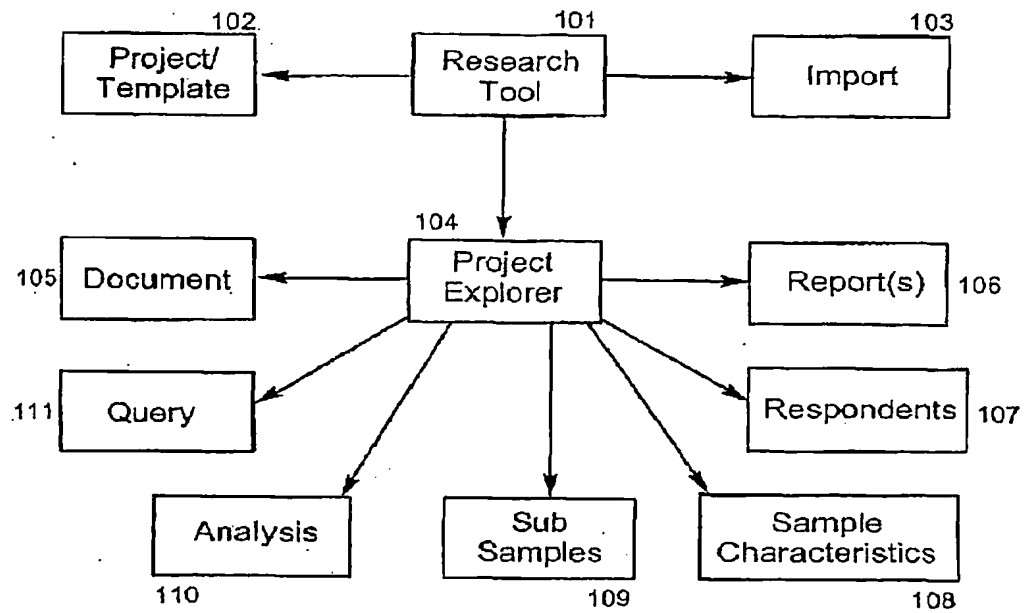 102
101
103
Project/
Template
Research
Tool
Import
104
105
Document
Project
Explorer
Report(s)
106
111
Query
Respondents
107
Analysis
Sub
Samples
Sample
Characteristics
110
109
108